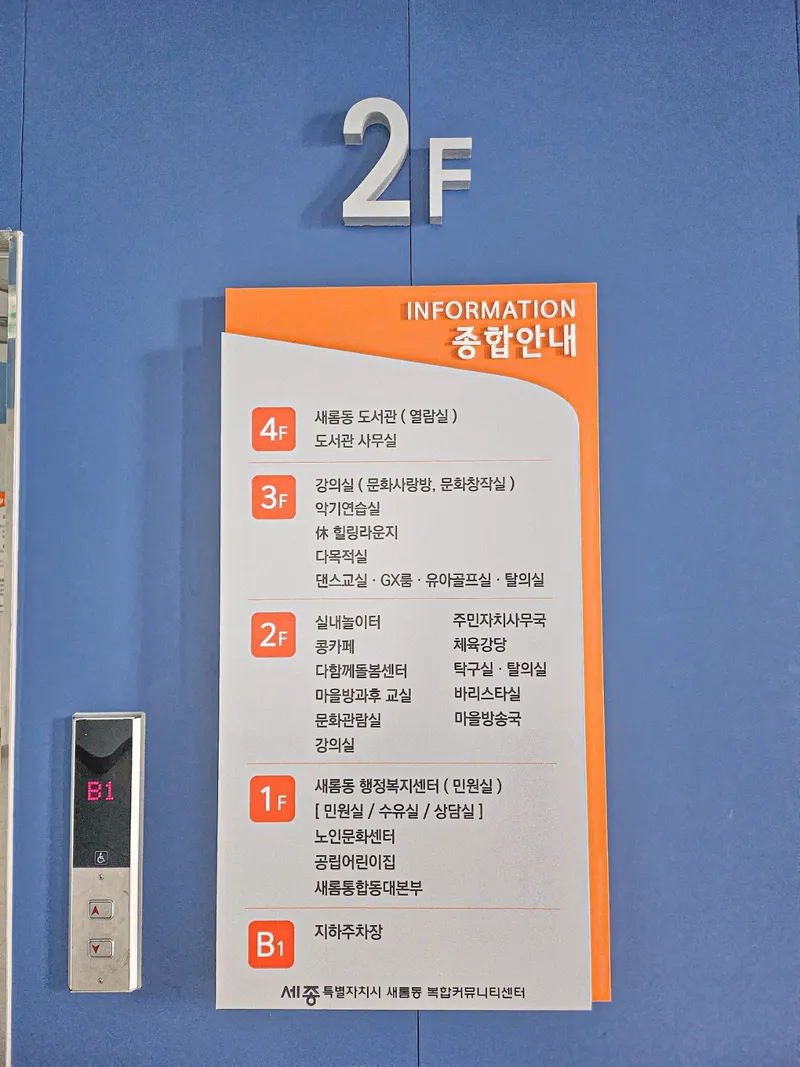 2F
INFORMATION
종합안내
4F
새롬동 도서관 ( 열람실 )
도서관 사무실
3F
강의실 ( 문화사랑방, 문화창작실 )
악기연습실
休 힐링라운지
다목적실
댄스교실 · GX룸 · 유아골프실 · 탈의실
2F
실내놀이터
콩카페
다함께돌봄센터
마을방과후 교실
문화관람실
강의실
주민자치사무국
체육강당
탁구실 · 탈의실
바리스타실
마을방송국
1F
새롬동 행정복지센터 ( 민원실 )
[ 민원실 / 수유실 / 상담실 ]
노인문화센터
공립어린이집
새롬통합동대본부
B1
지하주차장
세종특별자치시 새롬동 복합커뮤니티센터
B1